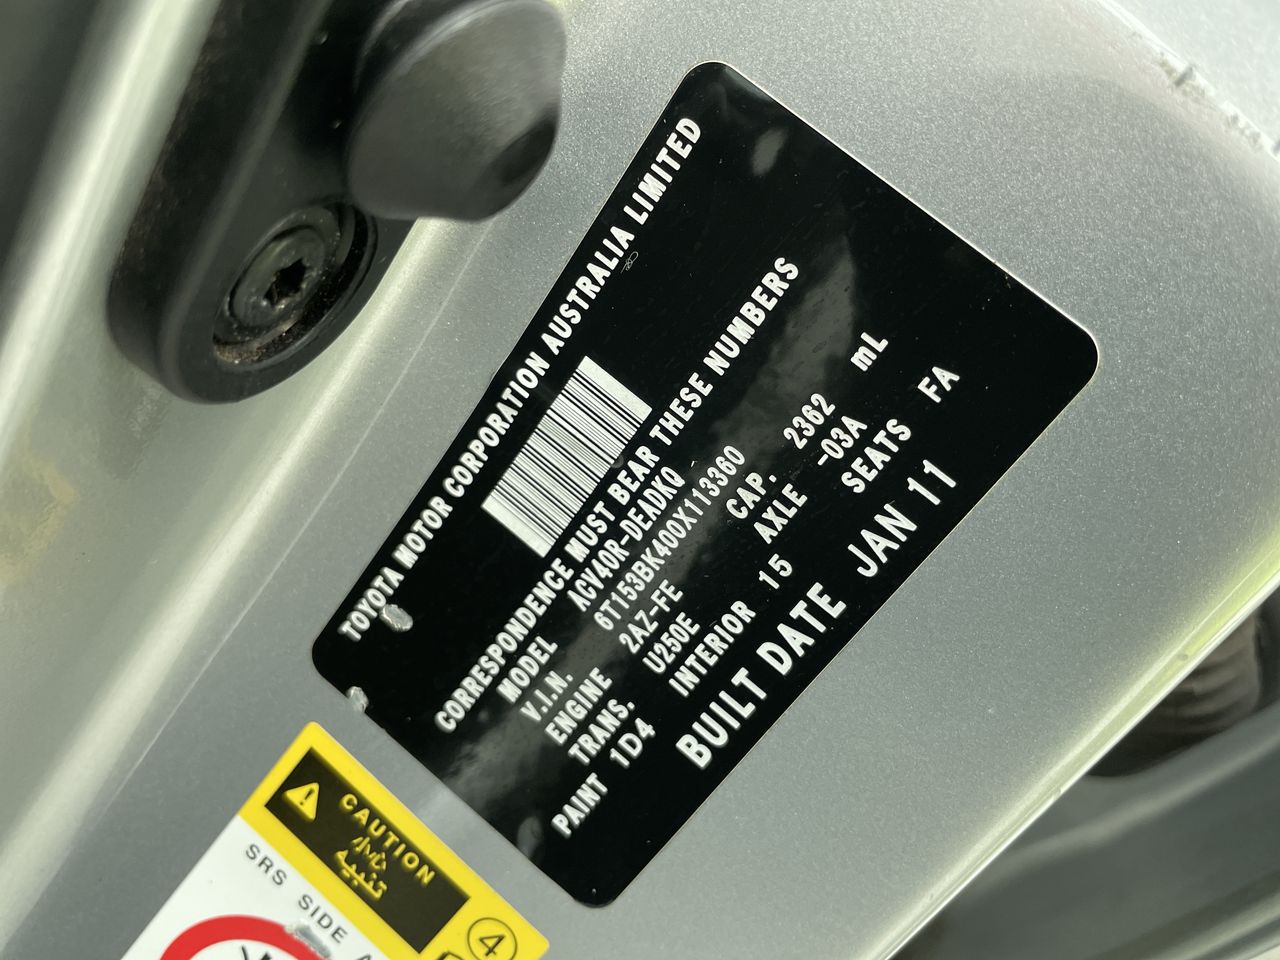 TOYOTA MOTOR CORPORATION AUSTRALIA LIMITED
CORRESPONDENCE MUST BEAR THESE NUMBERS
MODEL ACV40R-DEADKQ
V.I.N. 6T153BK400X113360
ENGINE 2AZ-FE CAP. 2362 mL
TRANS. U250E AXLE -03A
PAINT 1D4 INTERIOR 15 SEATS FA
BUILT DATE JAN 11
CAUTION
تنبيه
SRS SIDE
4